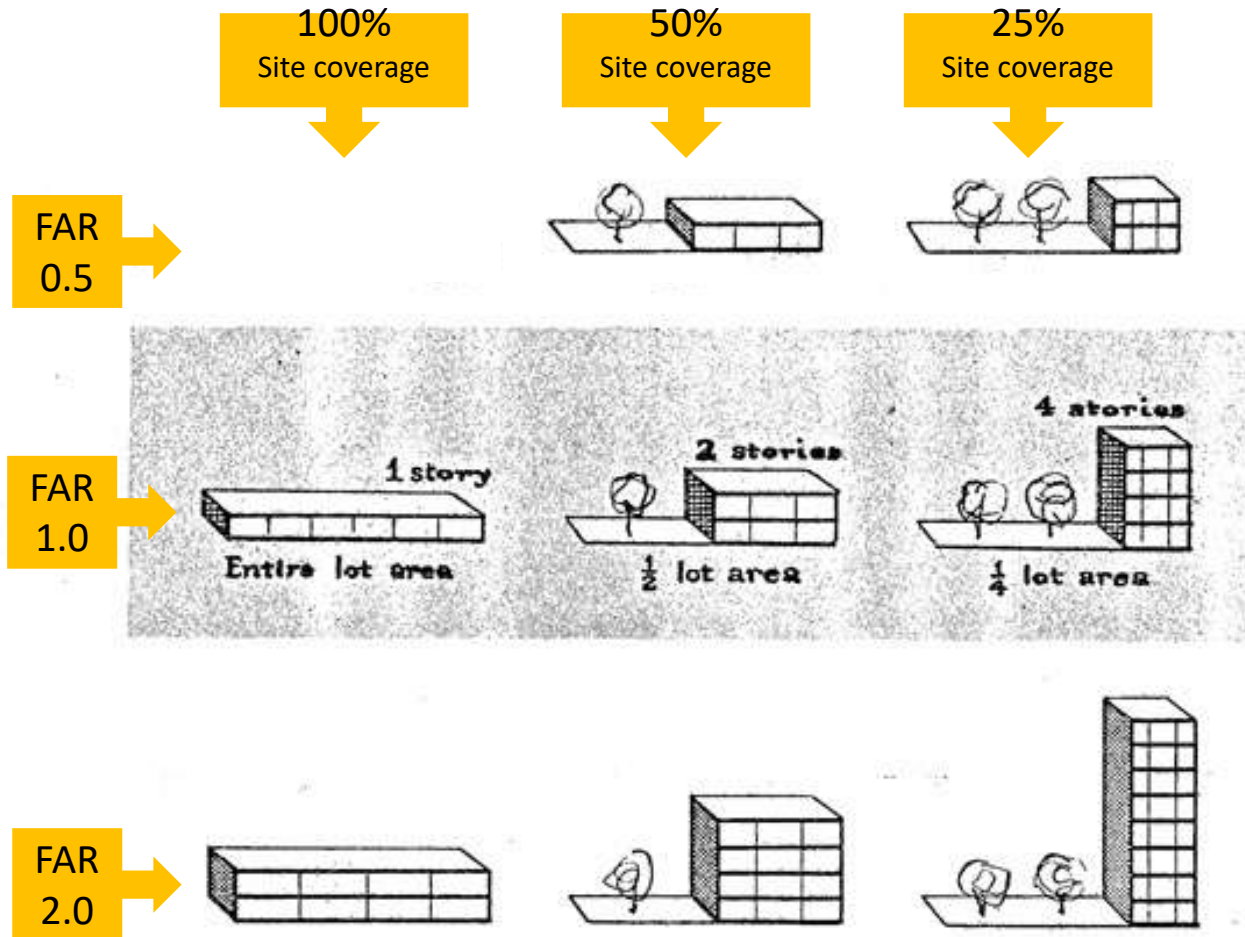 100%
Site coverage
50%
Site coverage
25%
Site coverage
FAR
0.5
FAR
1.0
1 story
Entire lot area
2 stories
1/2 lot area
4 stories
1/4 lot area
FAR
2.0